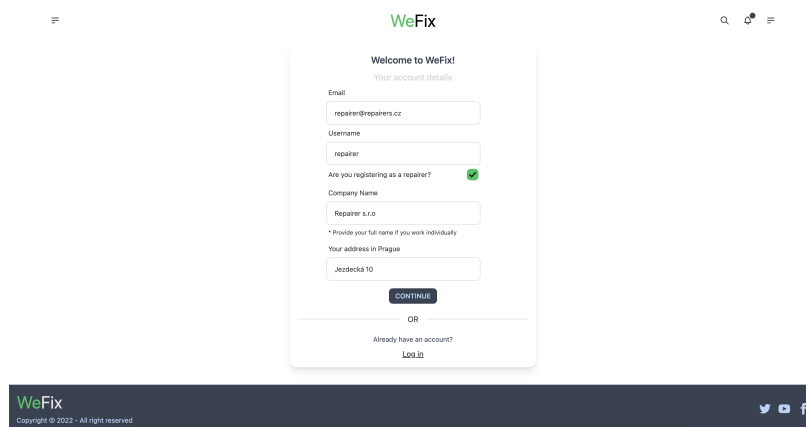 WeFix
Welcome to WeFix!
Your account details
Email
repairer@repairers.cz
Username
repairer
Are you registering as a repairer?
Company Name
Repairer s.r.o
* Provide your full name if you work individually
Your address in Prague
Jezdecká 10
CONTINUE
OR
Already have an account?
Log in
WeFix
Copyright © 2022 - All right reserved